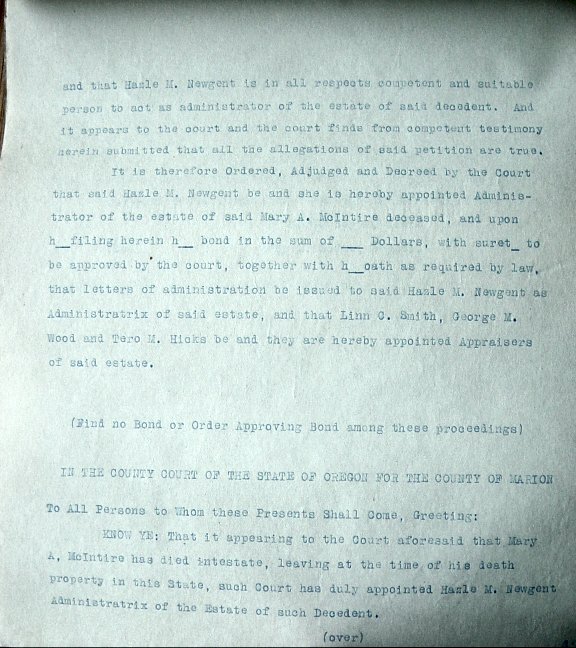 and that Hazle M. Newgent is in all respects competent and suitable
person to act as administrator of the estate of said decedent. And
it appears to the court and the court finds from competent testimony
herein submitted that all the allegations of said petition are true.
It is therefore Ordered, Adjudged and Decreed by the Court
that said Hazle M. Newgent be and she is hereby appointed Adminis-
trator of the estate of said Mary A. McIntire deceased, and upon
h__filing herein h__ bond in the sum of ___ Dollars, with suret_ to
be approved by the court, together with h__oath as required by law,
that letters of administration be issued to said Hazle M. Newgent as
Administratrix of said estate, and that Linn C. Smith, George M.
Wood and Tero M. Hicks be and they are hereby appointed Appraisers
of said estate.
(Find no Bond or Order Approving Bond among these proceedings)
IN THE COUNTY COURT OF THE STATE OF OREGON FOR THE COUNTY OF MARION
To All Persons to Whom these Presents Shall Come, Greeting:
KNOW YE: That it appearing to the Court aforesaid that Mary
A, McIntire has died intestate, leaving at the time of his death
property in this State, such Court has duly appointed Hazle M. Newgent
Administratrix of the Estate of such Decedent.
(over)